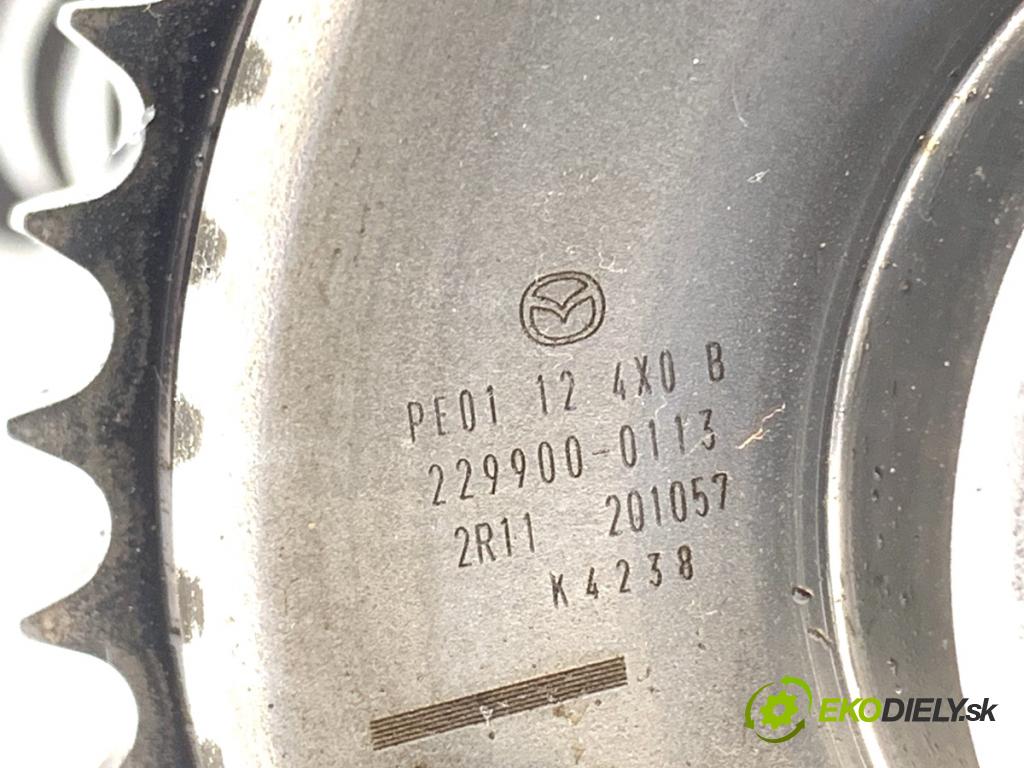 PE01 12 4X0 B
229900-0113
2R11 201057
K4238
EKODIELY.sk